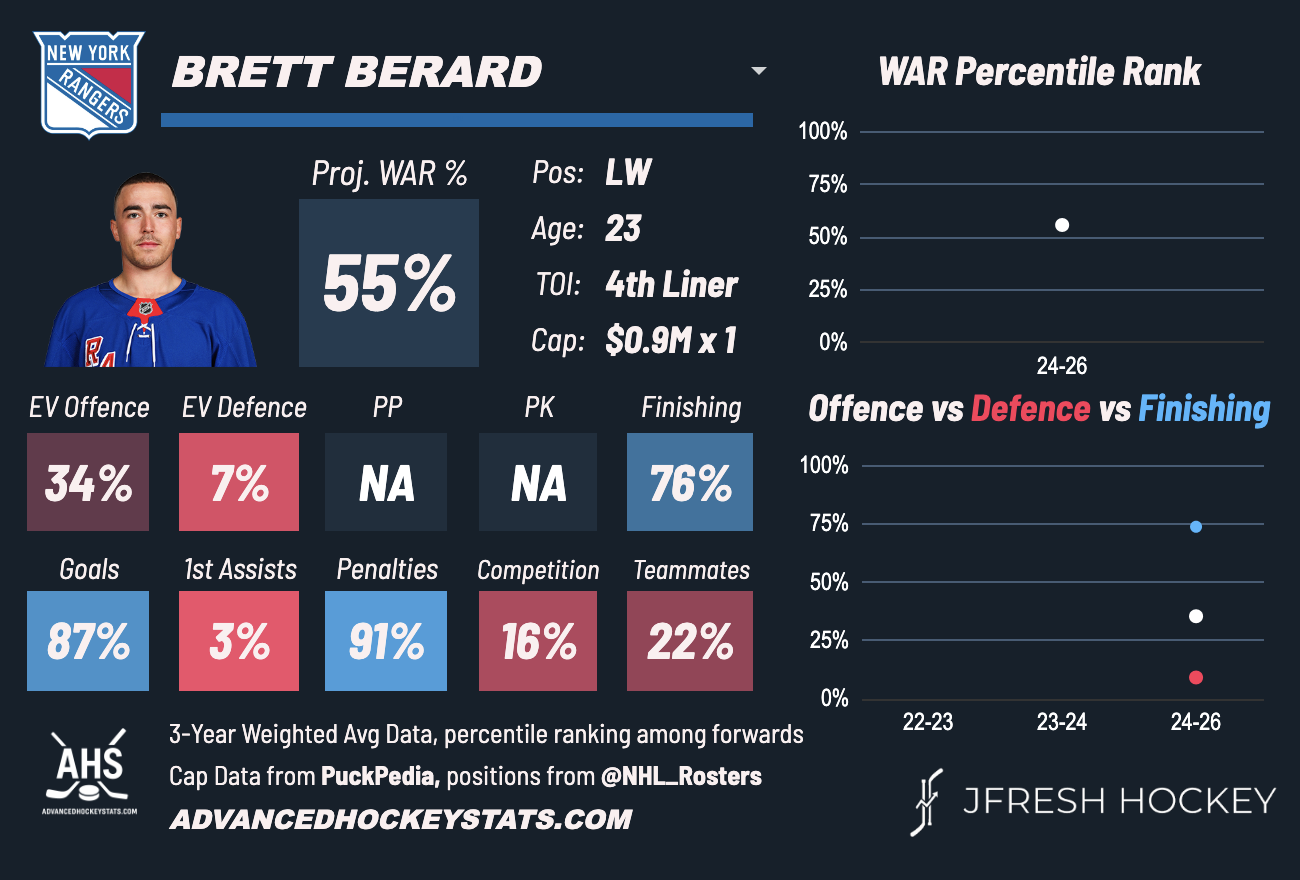 NEW YORK
RANGERS
BRETT BERARD
WAR Percentile Rank
Proj. WAR %
55%
Pos: LW
Age: 23
TOI: 4th Liner
Cap: $0.9M x 1
100%
75%
50%
25%
0%
24-26
EV Offence EV Defence PP PK Finishing
34% 7% NA NA 76%
Goals 1st Assists Penalties Competition Teammates
87% 3% 91% 16% 22%
Offence vs Defence vs Finishing
100%
75%
50%
25%
0%
22-23 23-24 24-26
AHS
ADVANCEDHOCKEYSTATS.COM
3-Year Weighted Avg Data, percentile ranking among forwards
Cap Data from PuckPedia, positions from @NHL_Rosters
ADVANCEDHOCKEYSTATS.COM
JFRESH HOCKEY